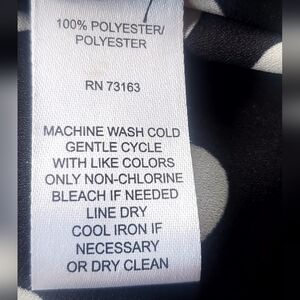 100% POLYESTER/
POLYESTER
RN 73163
MACHINE WASH COLD
GENTLE CYCLE
WITH LIKE COLORS
ONLY NON-CHLORINE
BLEACH IF NEEDED
LINE DRY
COOL IRON IF
NECESSARY
OR DRY CLEAN